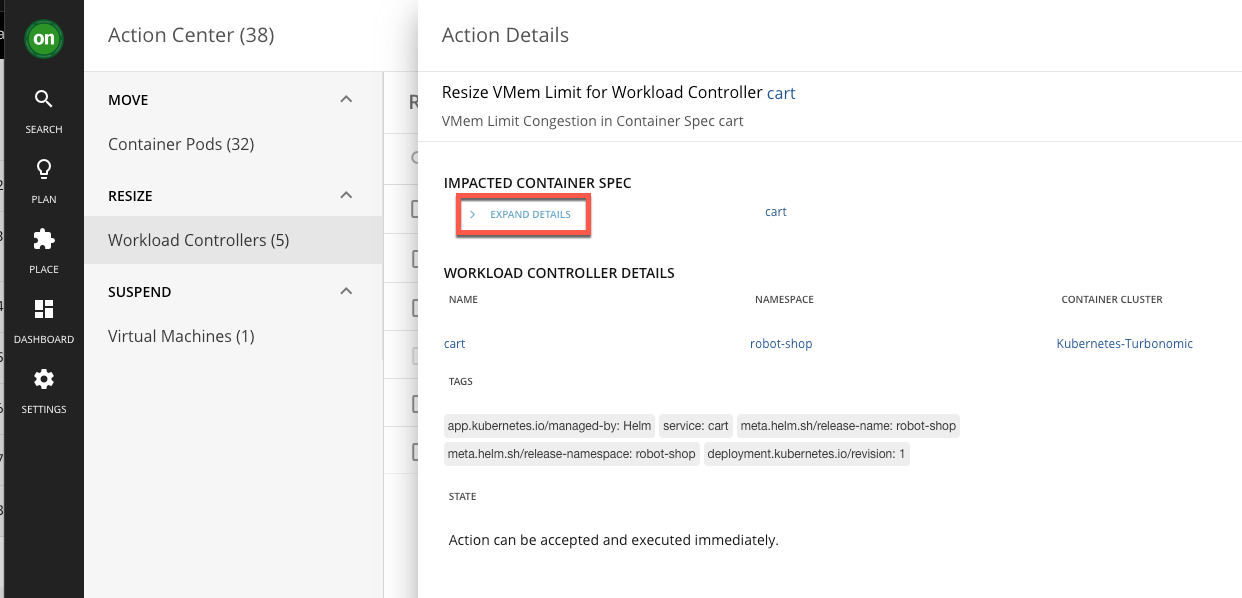 on
SEARCH
PLAN
PLACE
DASHBOARD
SETTINGS
Action Center (38)
MOVE
Container Pods (32)
RESIZE
Workload Controllers (5)
SUSPEND
Virtual Machines (1)
Action Details
Resize VMem Limit for Workload Controller cart
VMem Limit Congestion in Container Spec cart
IMPACTED CONTAINER SPEC
EXPAND DETAILS cart
WORKLOAD CONTROLLER DETAILS
NAME NAMESPACE CONTAINER CLUSTER
cart robot-shop Kubernetes-Turbonomic
TAGS
app.kubernetes.io/managed-by: Helm service: cart meta.helm.sh/release-name: robot-shop
meta.helm.sh/release-namespace: robot-shop deployment.kubernetes.io/revision: 1
STATE
Action can be accepted and executed immediately.